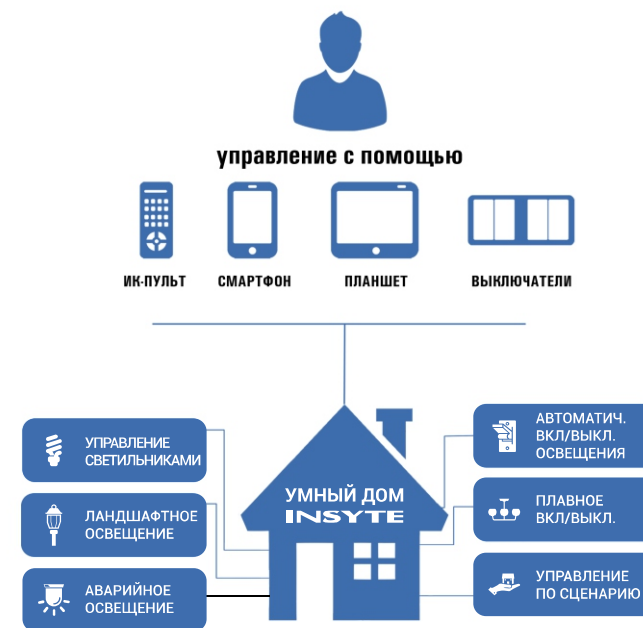 управление с помощью
ИК-ПУЛЬТ СМАРТФОН ПЛАНШЕТ ВЫКЛЮЧАТЕЛИ
УМНЫЙ ДОМ
INSYTE
УПРАВЛЕНИЕ
СВЕТИЛЬНИКАМИ
ЛАНДШАФТНОЕ
ОСВЕЩЕНИЕ
АВАРИЙНОЕ
ОСВЕЩЕНИЕ
АВТОМАТИЧ.
ВКЛ/ВЫКЛ.
ОСВЕЩЕНИЯ
ПЛАВНОЕ
ВКЛ/ВЫКЛ.
УПРАВЛЕНИЕ
ПО СЦЕНАРИЮ